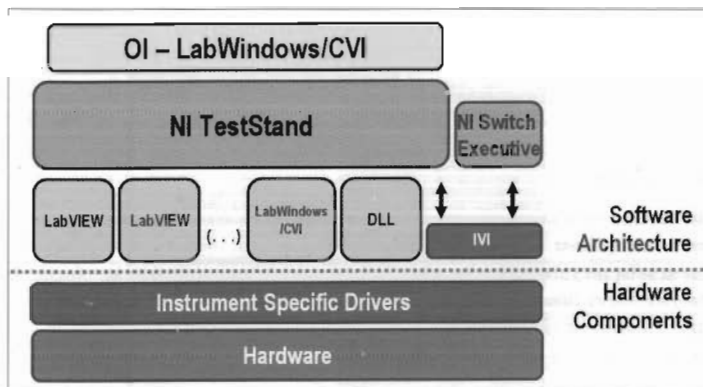 OI – LabWindows/CVI
NI TestStand
NI Switch
Executive
LabVIEW
LabVIEW
(...)
LabWindows
/CVI
DLL
IVI
Software
Architecture
Instrument Specific Drivers
Hardware
Components
Hardware